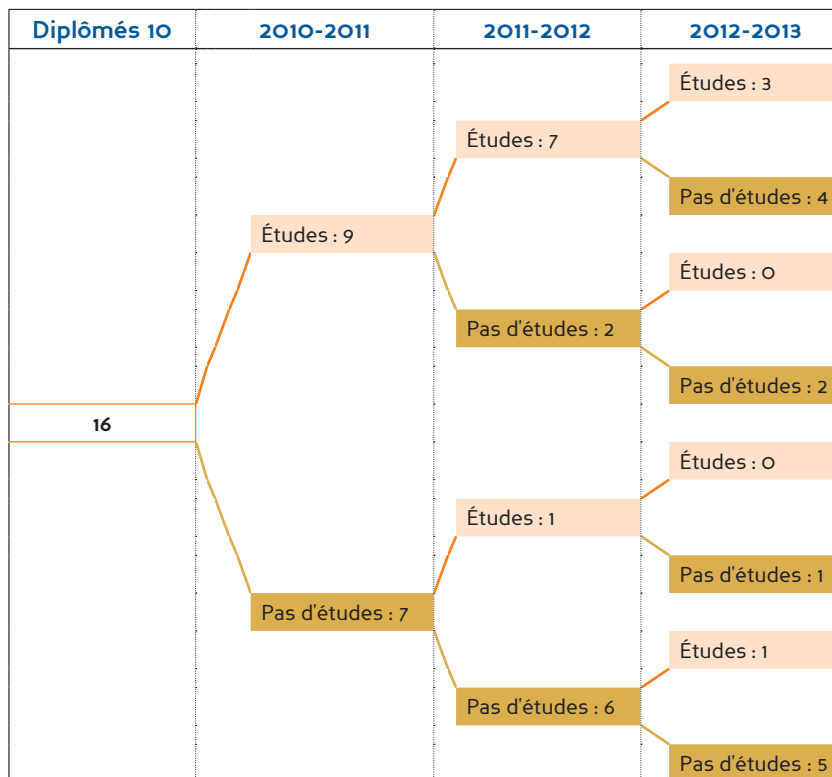 Diplômés 10 2010-2011 2011-2012 2012-2013
Études : 3
Études : 7
Pas d'études : 4
Études : 9
Études : 0
Pas d'études : 2
Pas d'études : 2
16
Études : 0
Études : 1
Pas d'études : 1
Pas d'études : 7
Études : 1
Pas d'études : 6
Pas d'études : 5